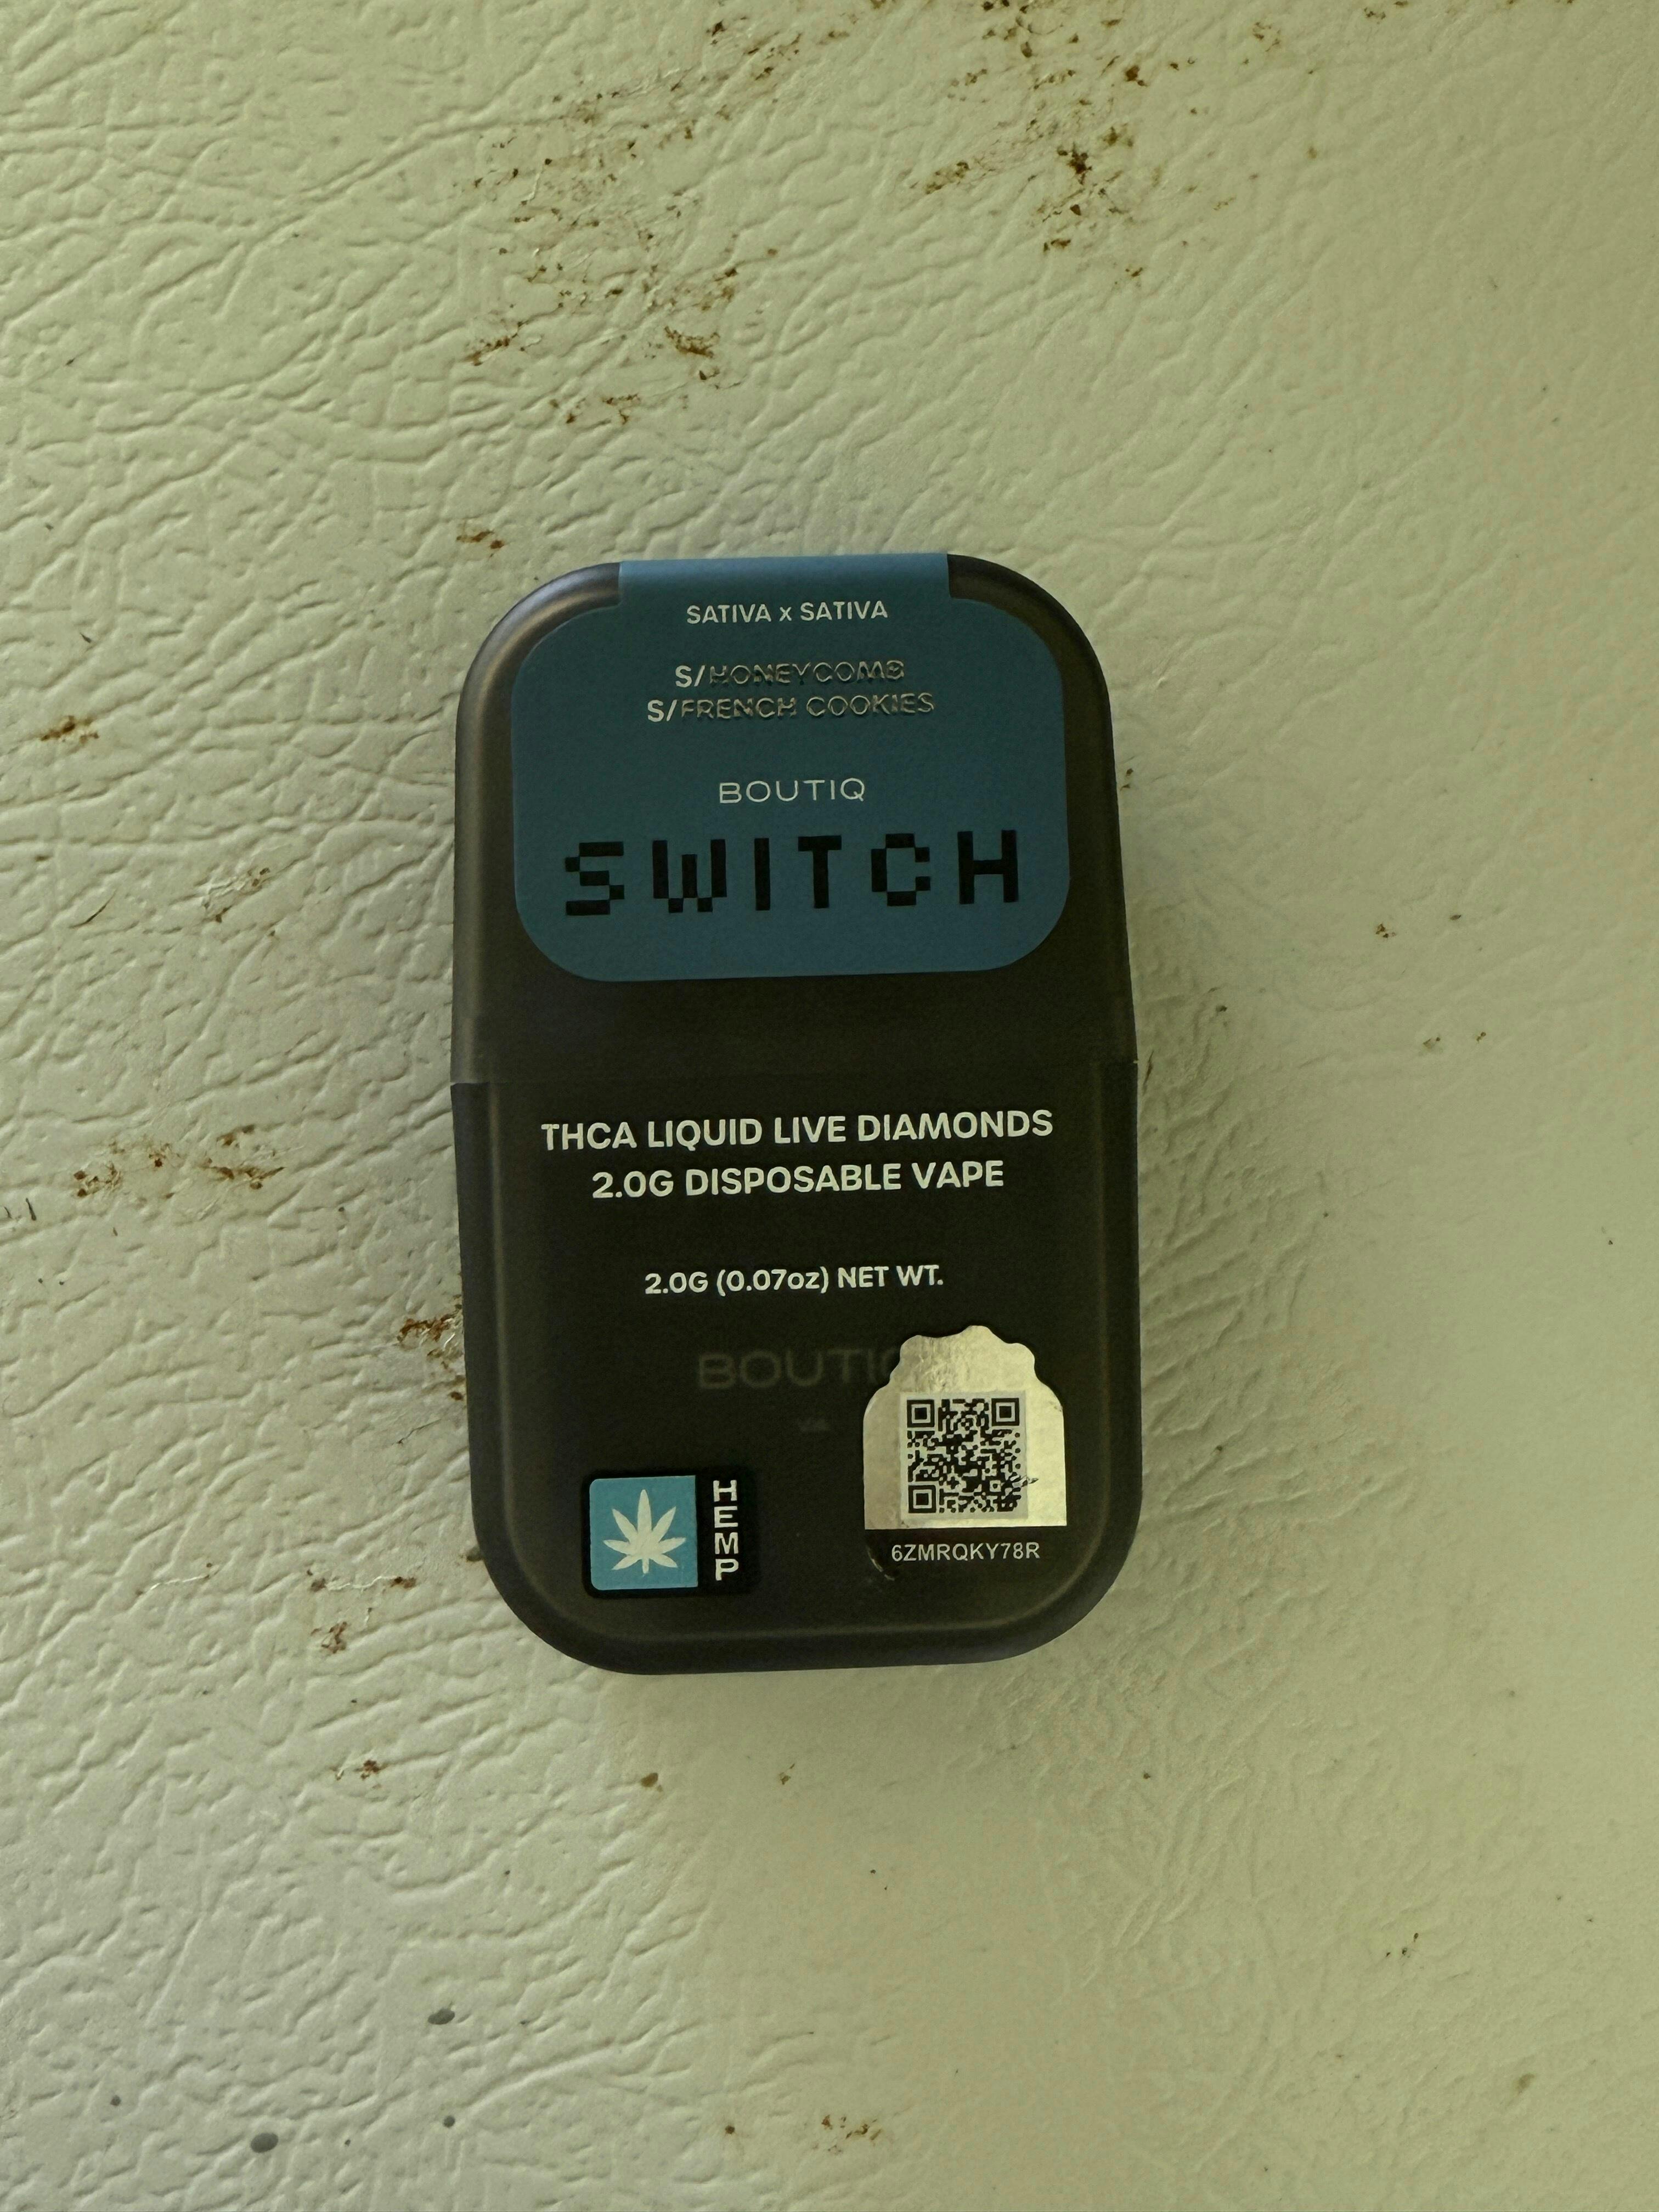 SATIVA x SATIVA
S/HONEYCOMB
S/FRENCH COOKIES
BOUTIQ
SWITCH
THCA LIQUID LIVE DIAMONDS
2.0G DISPOSABLE VAPE
2.0G (0.07oz) NET WT.
BOUTIQ
HEMP
6ZMRQKY78R